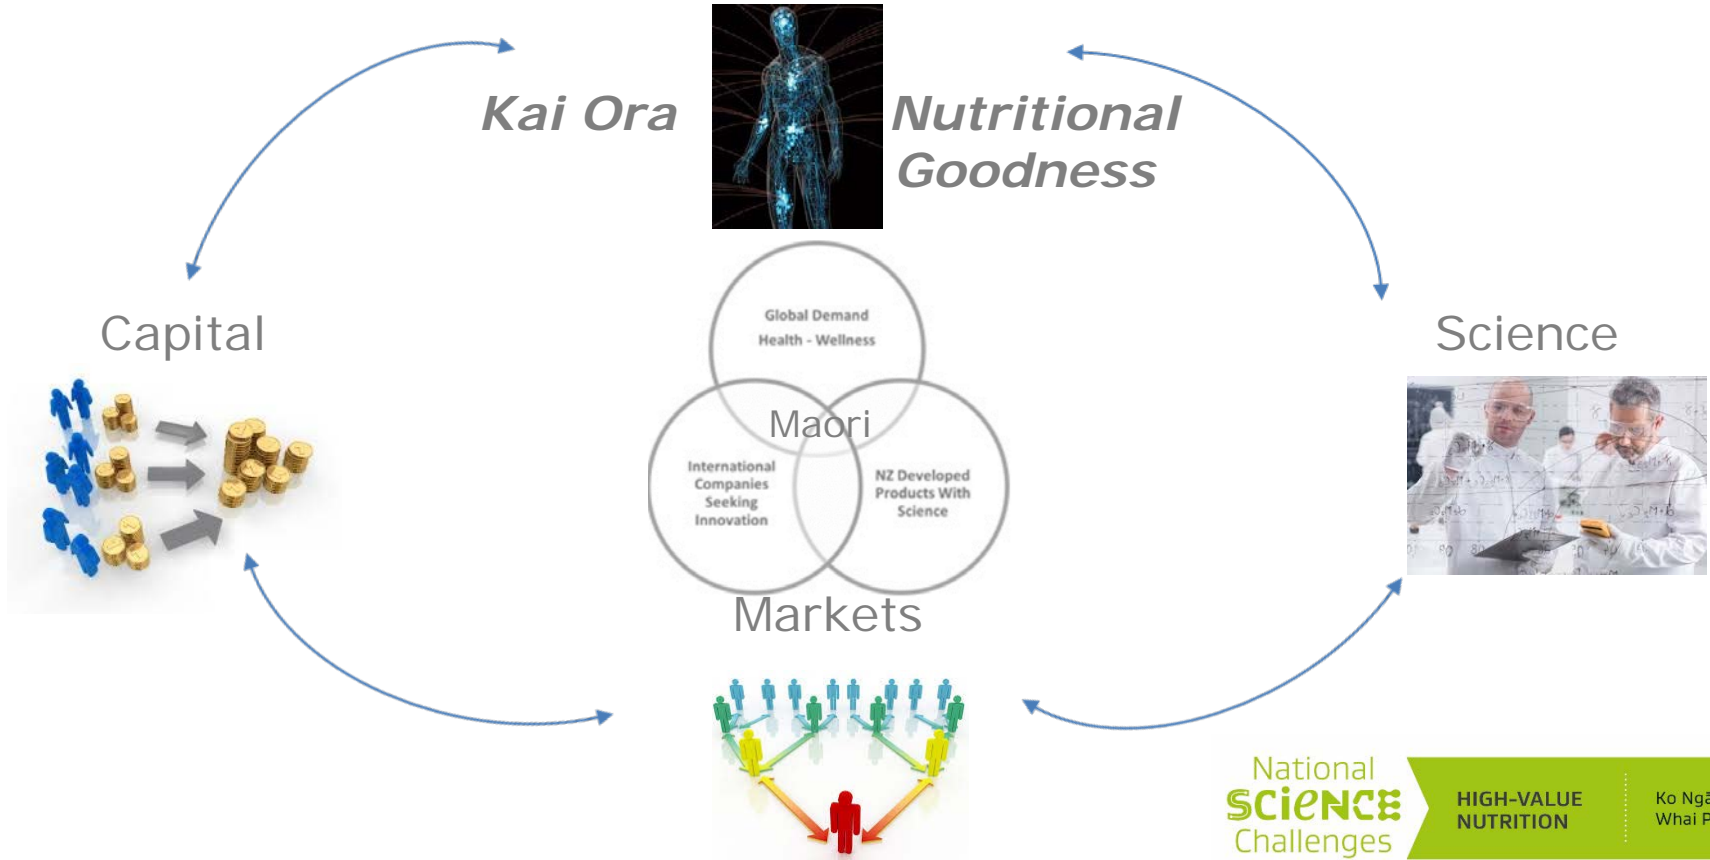 Kai Ora
Nutritional
Goodness
Capital
Science
Global Demand
Health - Wellness
Maori
International
Companies
Seeking
Innovation
NZ Developed
Products With
Science
Markets
National
SCiENCE
Challenges
HIGH-VALUE
NUTRITION
Ko Ngā
Whai P